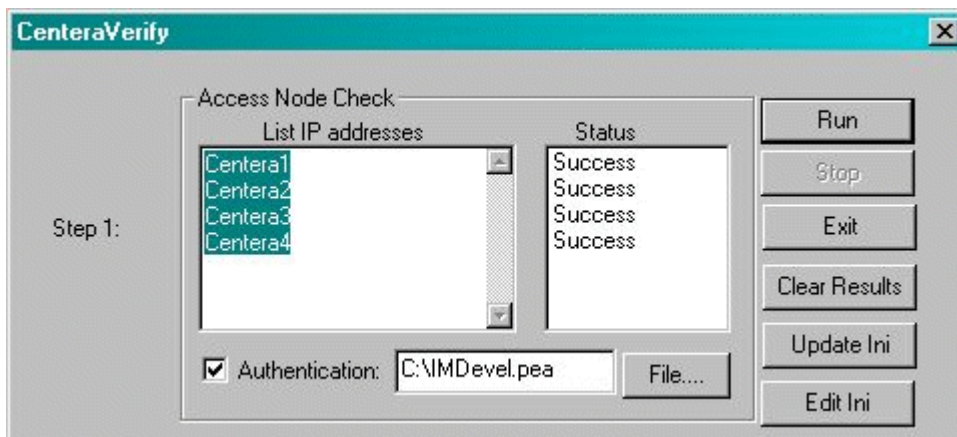 CenteraVerify
Access Node Check
List IP addresses
Status
Run
Centera1
Centera2
Centera3
Centera4
Success
Success
Success
Success
Stop
Step 1:
Exit
Clear Results
Update Ini
Authentication:
C:\IMDevel.pea
File....
Edit Ini